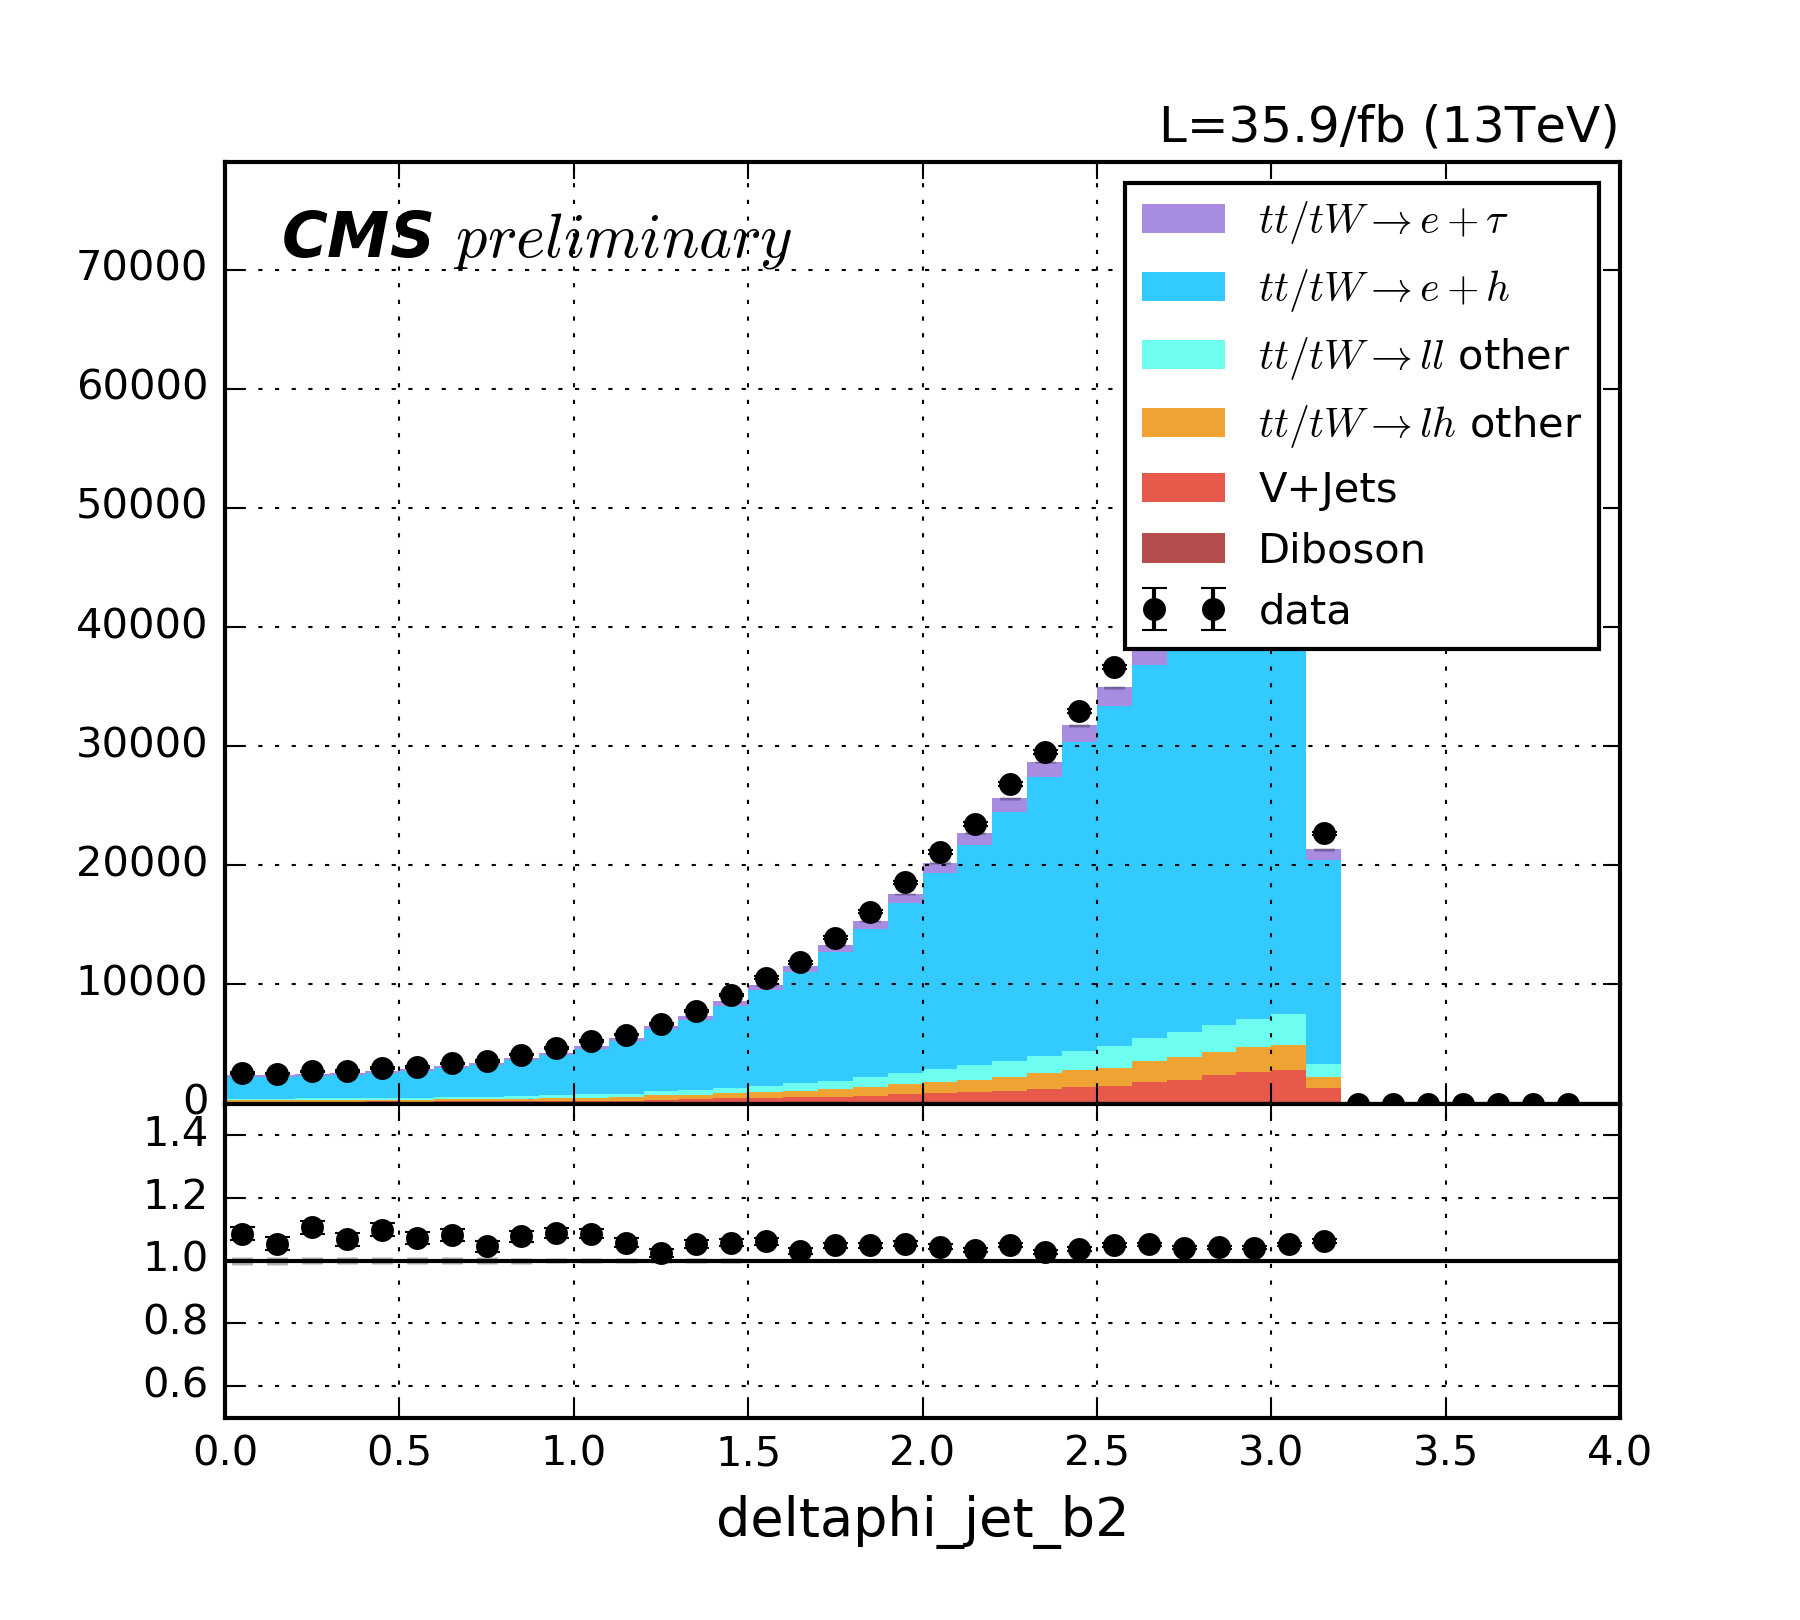 L=35.9/fb (13TeV)
CMS preliminary
tt/tW→e+τ
tt/tW→e+h
tt/tW→ll other
tt/tW→lh other
V+Jets
Diboson
data
70000
60000
50000
40000
30000
20000
10000
0
1.4
1.2
1.0
0.8
0.6
0.0 0.5 1.0 1.5 2.0 2.5 3.0 3.5 4.0
deltaphi_jet_b2